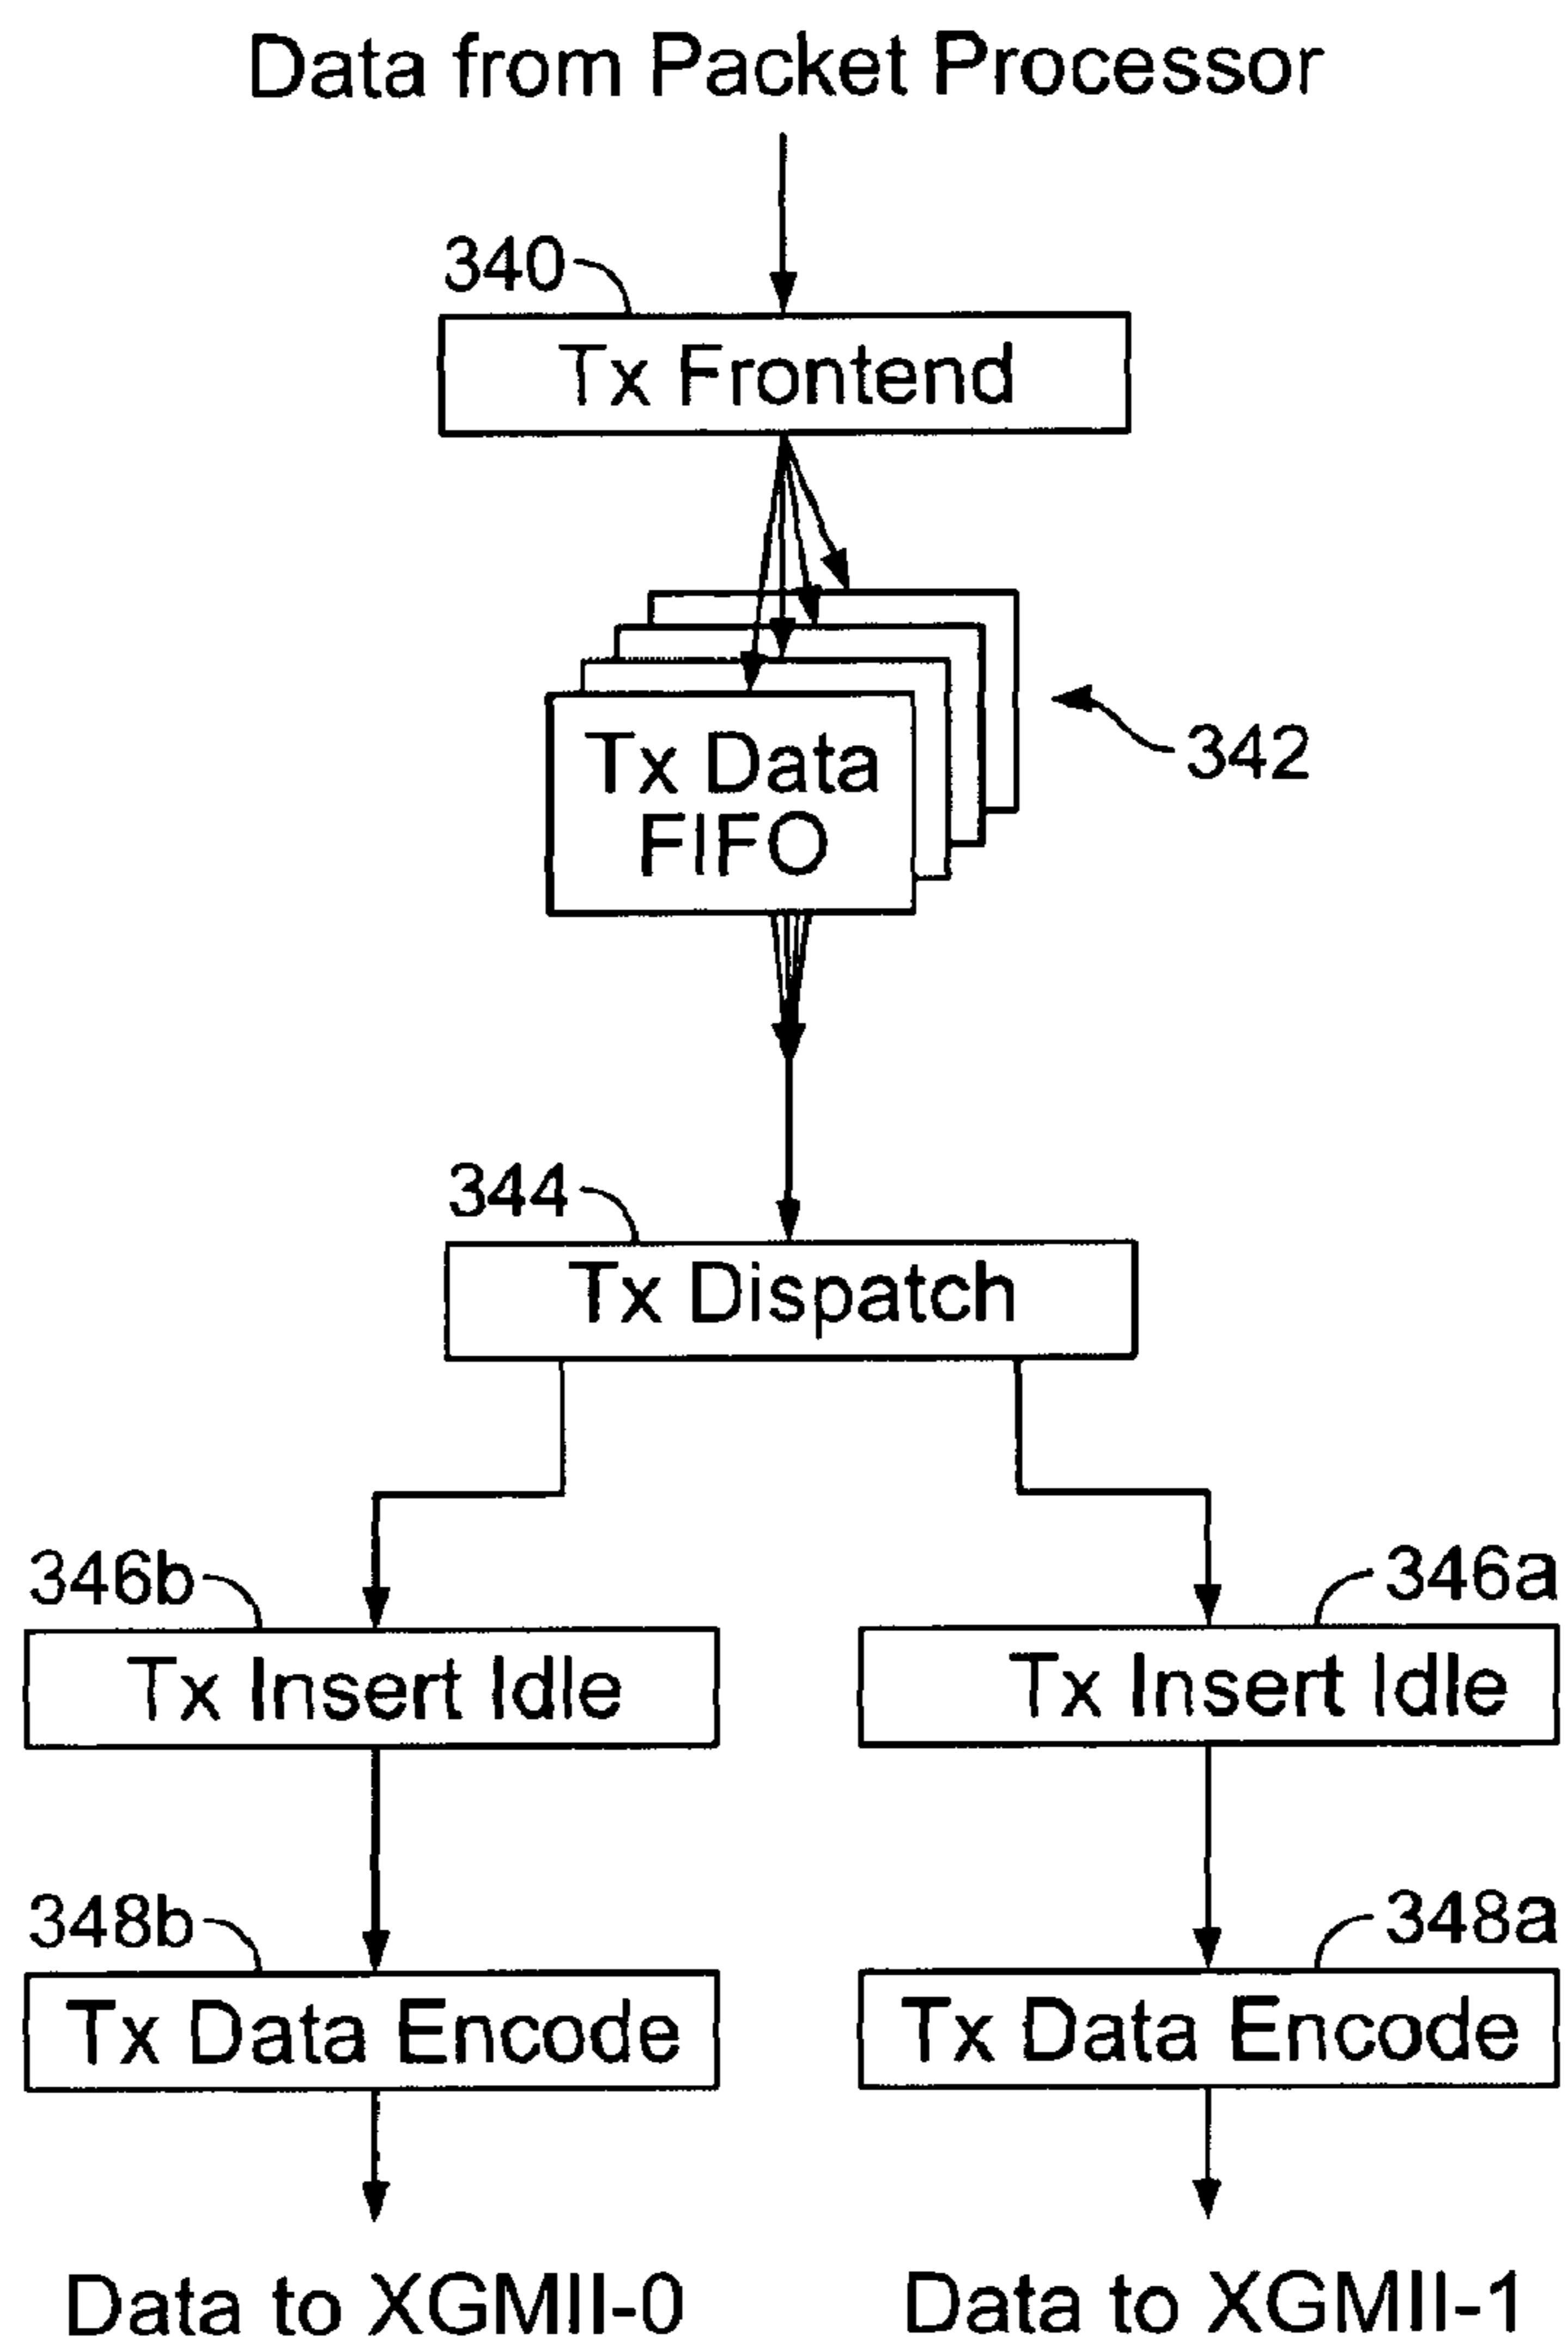 Data from Packet Processor
340
Tx Frontend
Tx Data
FIFO
342
344
Tx Dispatch
346b
346a
Tx Insert Idle
Tx Insert Idle
348b
348a
Tx Data Encode
Tx Data Encode
Data to XGMII-0
Data to XGMII-1